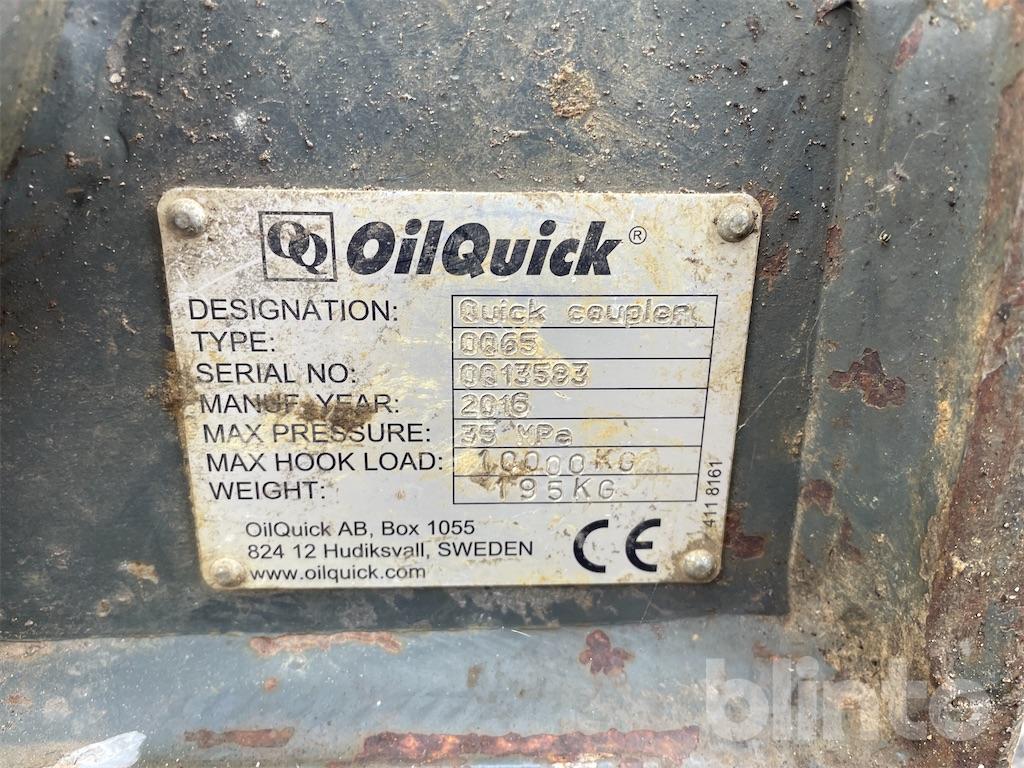 QQ OilQuick®
DESIGNATION: Quick coupler
TYPE: OQ65
SERIAL NO: OQ13583
MANUF. YEAR: 2016
MAX PRESSURE: 35 MPa
MAX HOOK LOAD: 10000KG
WEIGHT: 195KG
OilQuick AB, Box 1055
824 12 Hudiksvall, SWEDEN
www.oilquick.com
CE
411 8161
blinto